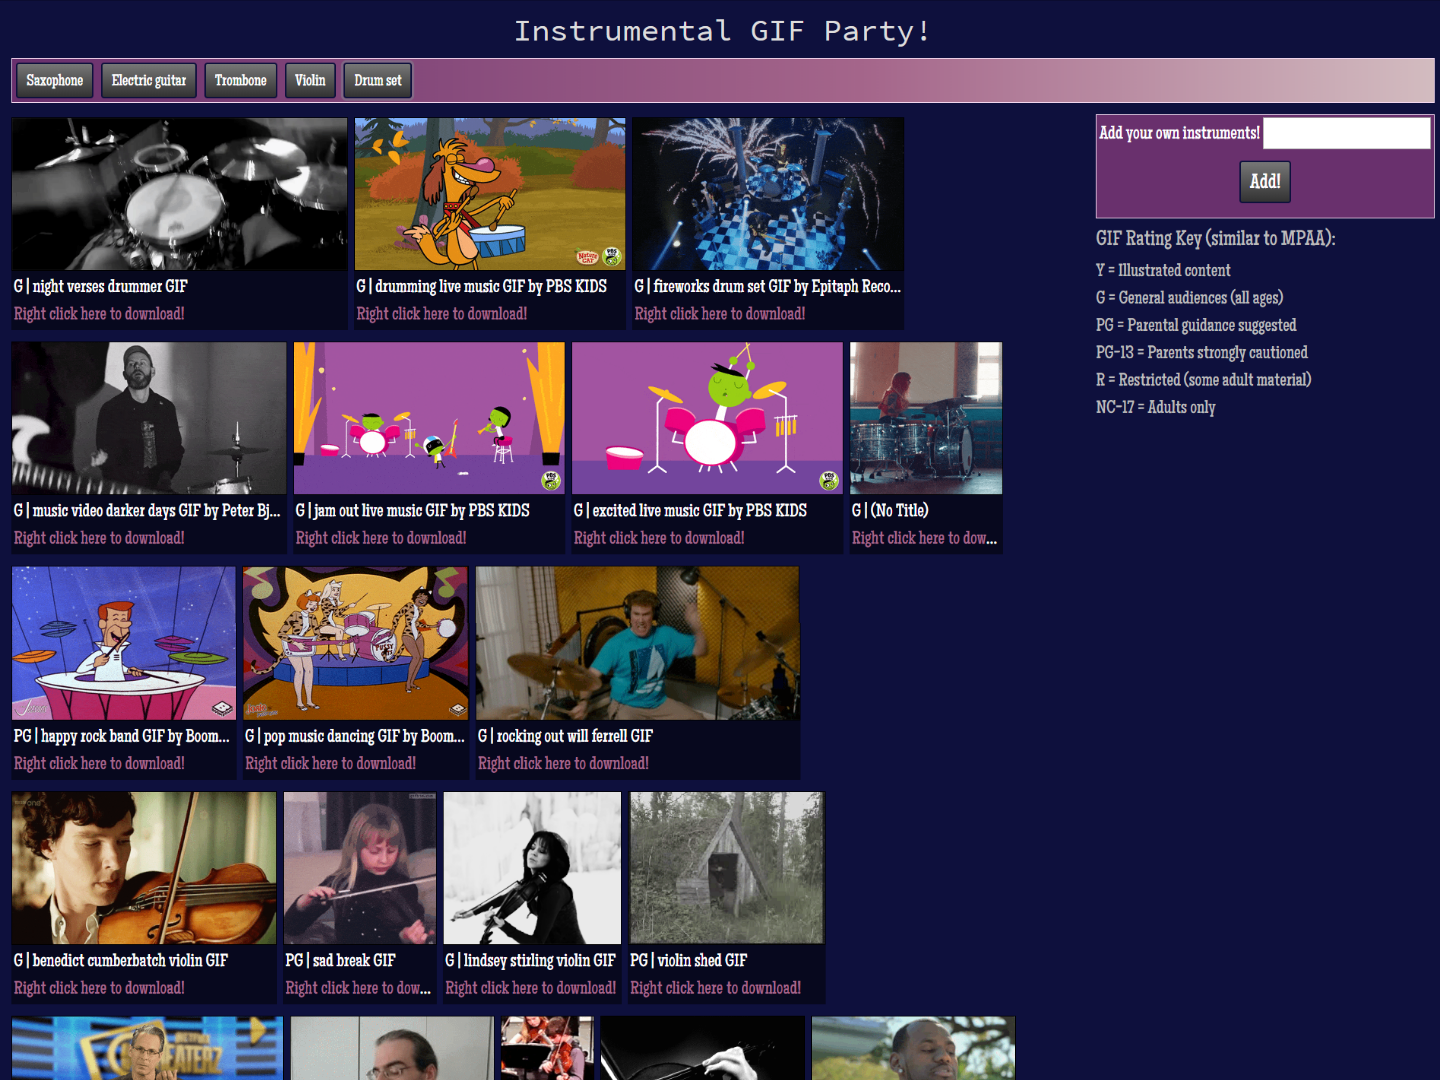 Instrumental GIF Party!
Saxophone
Electric guitar
Trombone
Violin
Drum set
Add your own instruments!
Add!
GIF Rating Key (similar to MPAA):
Y = Illustrated content
G = General audiences (all ages)
PG = Parental guidance suggested
PG-13 = Parents strongly cautioned
R = Restricted (some adult material)
NC-17 = Adults only
G | night verses drummer GIF
Right click here to download!
NATURE CAT
PBS KIDS
G | drumming live music GIF by PBS KIDS
Right click here to download!
G | fireworks drum set GIF by Epitaph Reco...
Right click here to download!
G | music video darker days GIF by Peter Bj...
Right click here to download!
PBS KIDS
G | jam out live music GIF by PBS KIDS
Right click here to download!
PBS KIDS
G | excited live music GIF by PBS KIDS
Right click here to download!
G | (No Title)
Right click here to dow...
PG | happy rock band GIF by Boom...
Right click here to download!
G | pop music dancing GIF by Boom...
Right click here to download!
G | rocking out will ferrell GIF
Right click here to download!
one
G | benedict cumberbatch violin GIF
Right click here to download!
PG | sad break GIF
Right click here to dow...
G | lindsey stirling violin GIF
Right click here to download!
PG | violin shed GIF
Right click here to download!